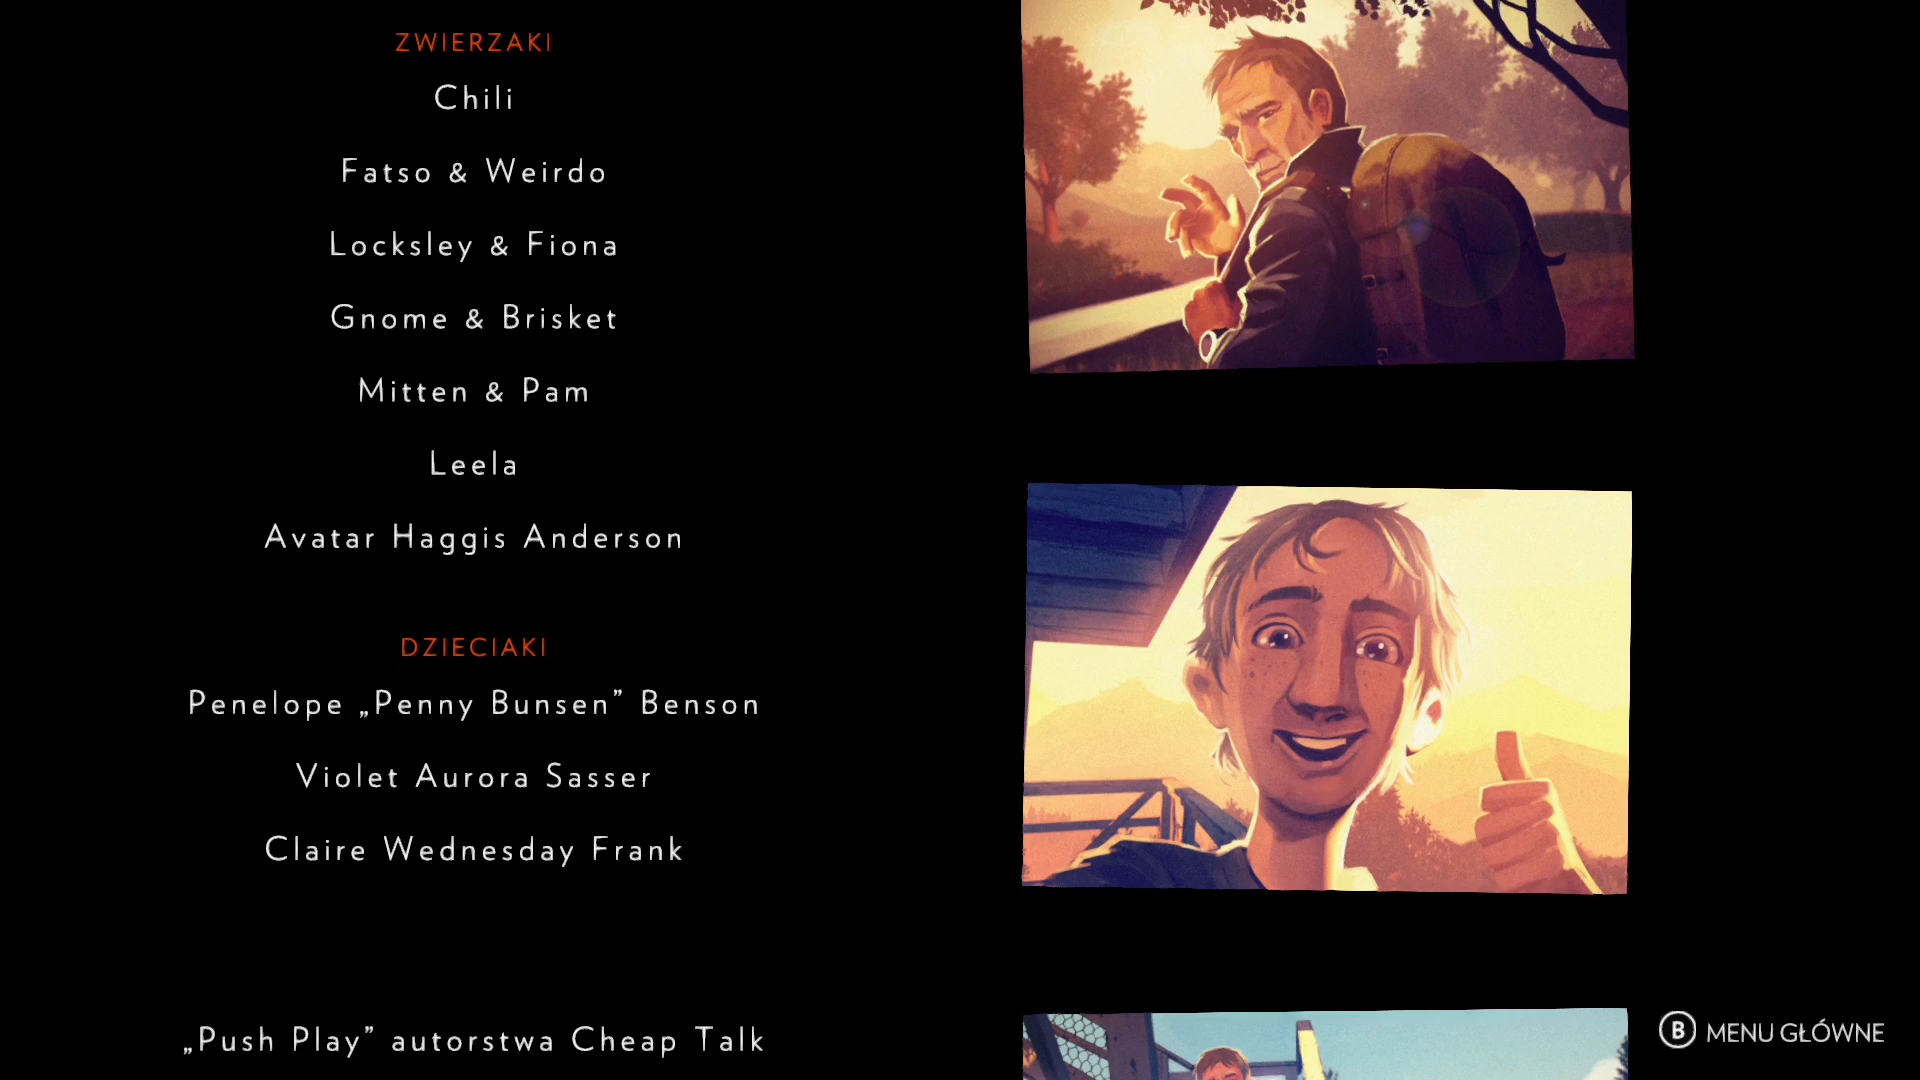 ZWIERZAKI
Chili
Fatso & Weirdo
Locksley & Fiona
Gnome & Brisket
Mitten & Pam
Leela
Avatar Haggis Anderson
DZIECIAKI
Penelope „Penny Bunsen” Benson
Violet Aurora Sasser
Claire Wednesday Frank
„Push Play” autorstwa Cheap Talk
B MENU GŁÓWNE